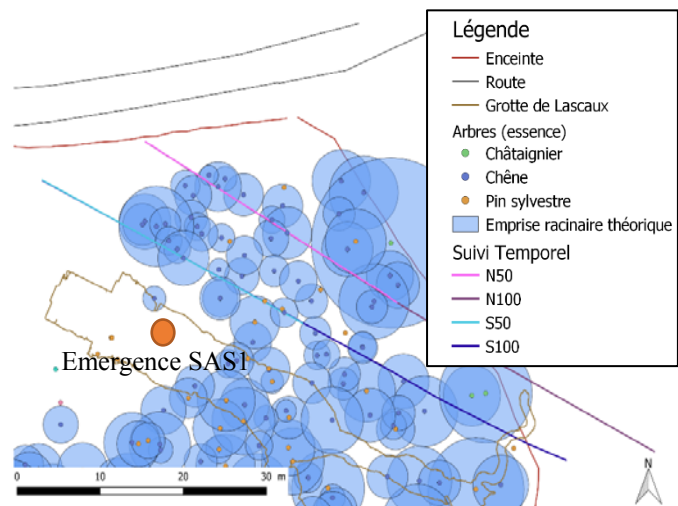 Légende
Enceinte
Route
Grotte de Lascaux
Arbres (essence)
Châtaignier
Chêne
Pin sylvestre
Emprise racinaire théorique
Suivi Temporel
N50
N100
S50
S100
Emergence SAS1
0 10 20 30 m
N